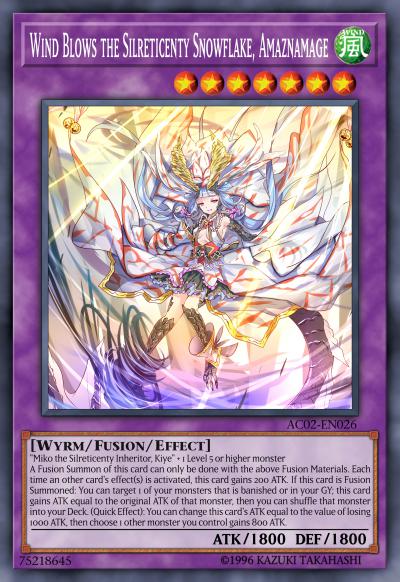 Wind Blows the Silreticenty Snowflake, Amaznamage
WIND
風
AC02-EN026
[Wyrm/Fusion/Effect]
"Miko the Silreticenty Inheritor, Kiye" + 1 Level 5 or higher monster
A Fusion Summon of this card can only be done with the above Fusion Materials. Each
time an other card's effect(s) is activated, this card gains 200 ATK. If this card is Fusion
Summoned: You can target 1 of your monsters that is banished or in your GY; this card
gains ATK equal to the original ATK of that monster, then you can shuffle that monster
into your Deck. (Quick Effect): You can change this card's ATK equal to the value of losing
1000 ATK, then choose 1 other monster you control gains 800 ATK.
ATK/1800 DEF/1800
75218645
©1996 KAZUKI TAKAHASHI